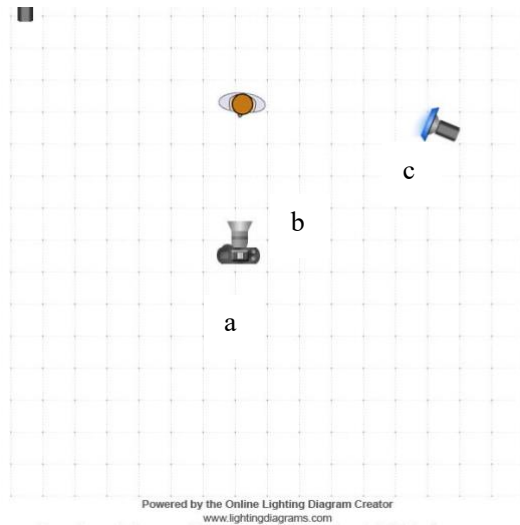 c
b
a
Powered by the Online Lighting Diagram Creator
www.lightingdiagrams.com